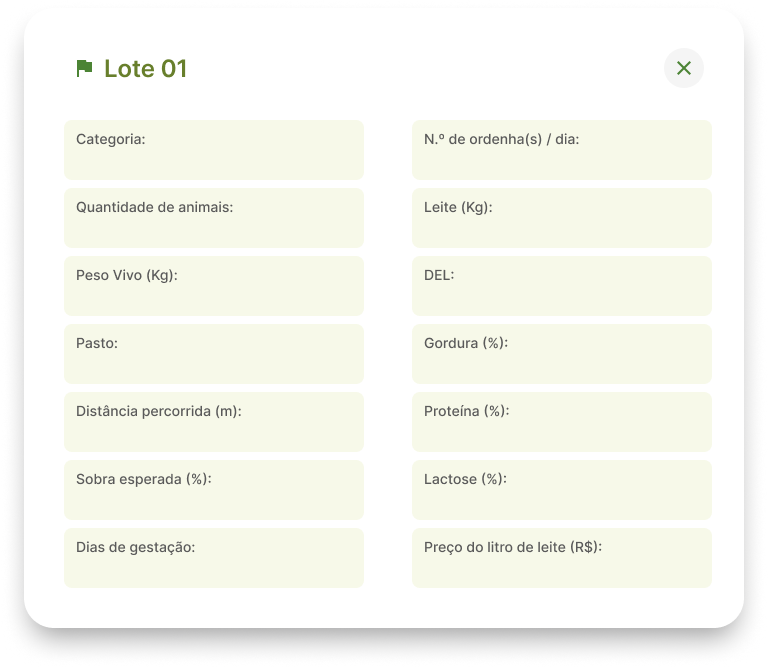 Lote 01
Categoria:
Quantidade de animais:
Peso Vivo (Kg):
Pasto:
Distância percorrida (m):
Sobra esperada (%):
Dias de gestação:
N.º de ordenha(s) / dia:
Leite (Kg):
DEL:
Gordura (%):
Proteína (%):
Lactose (%):
Preço do litro de leite (R$):